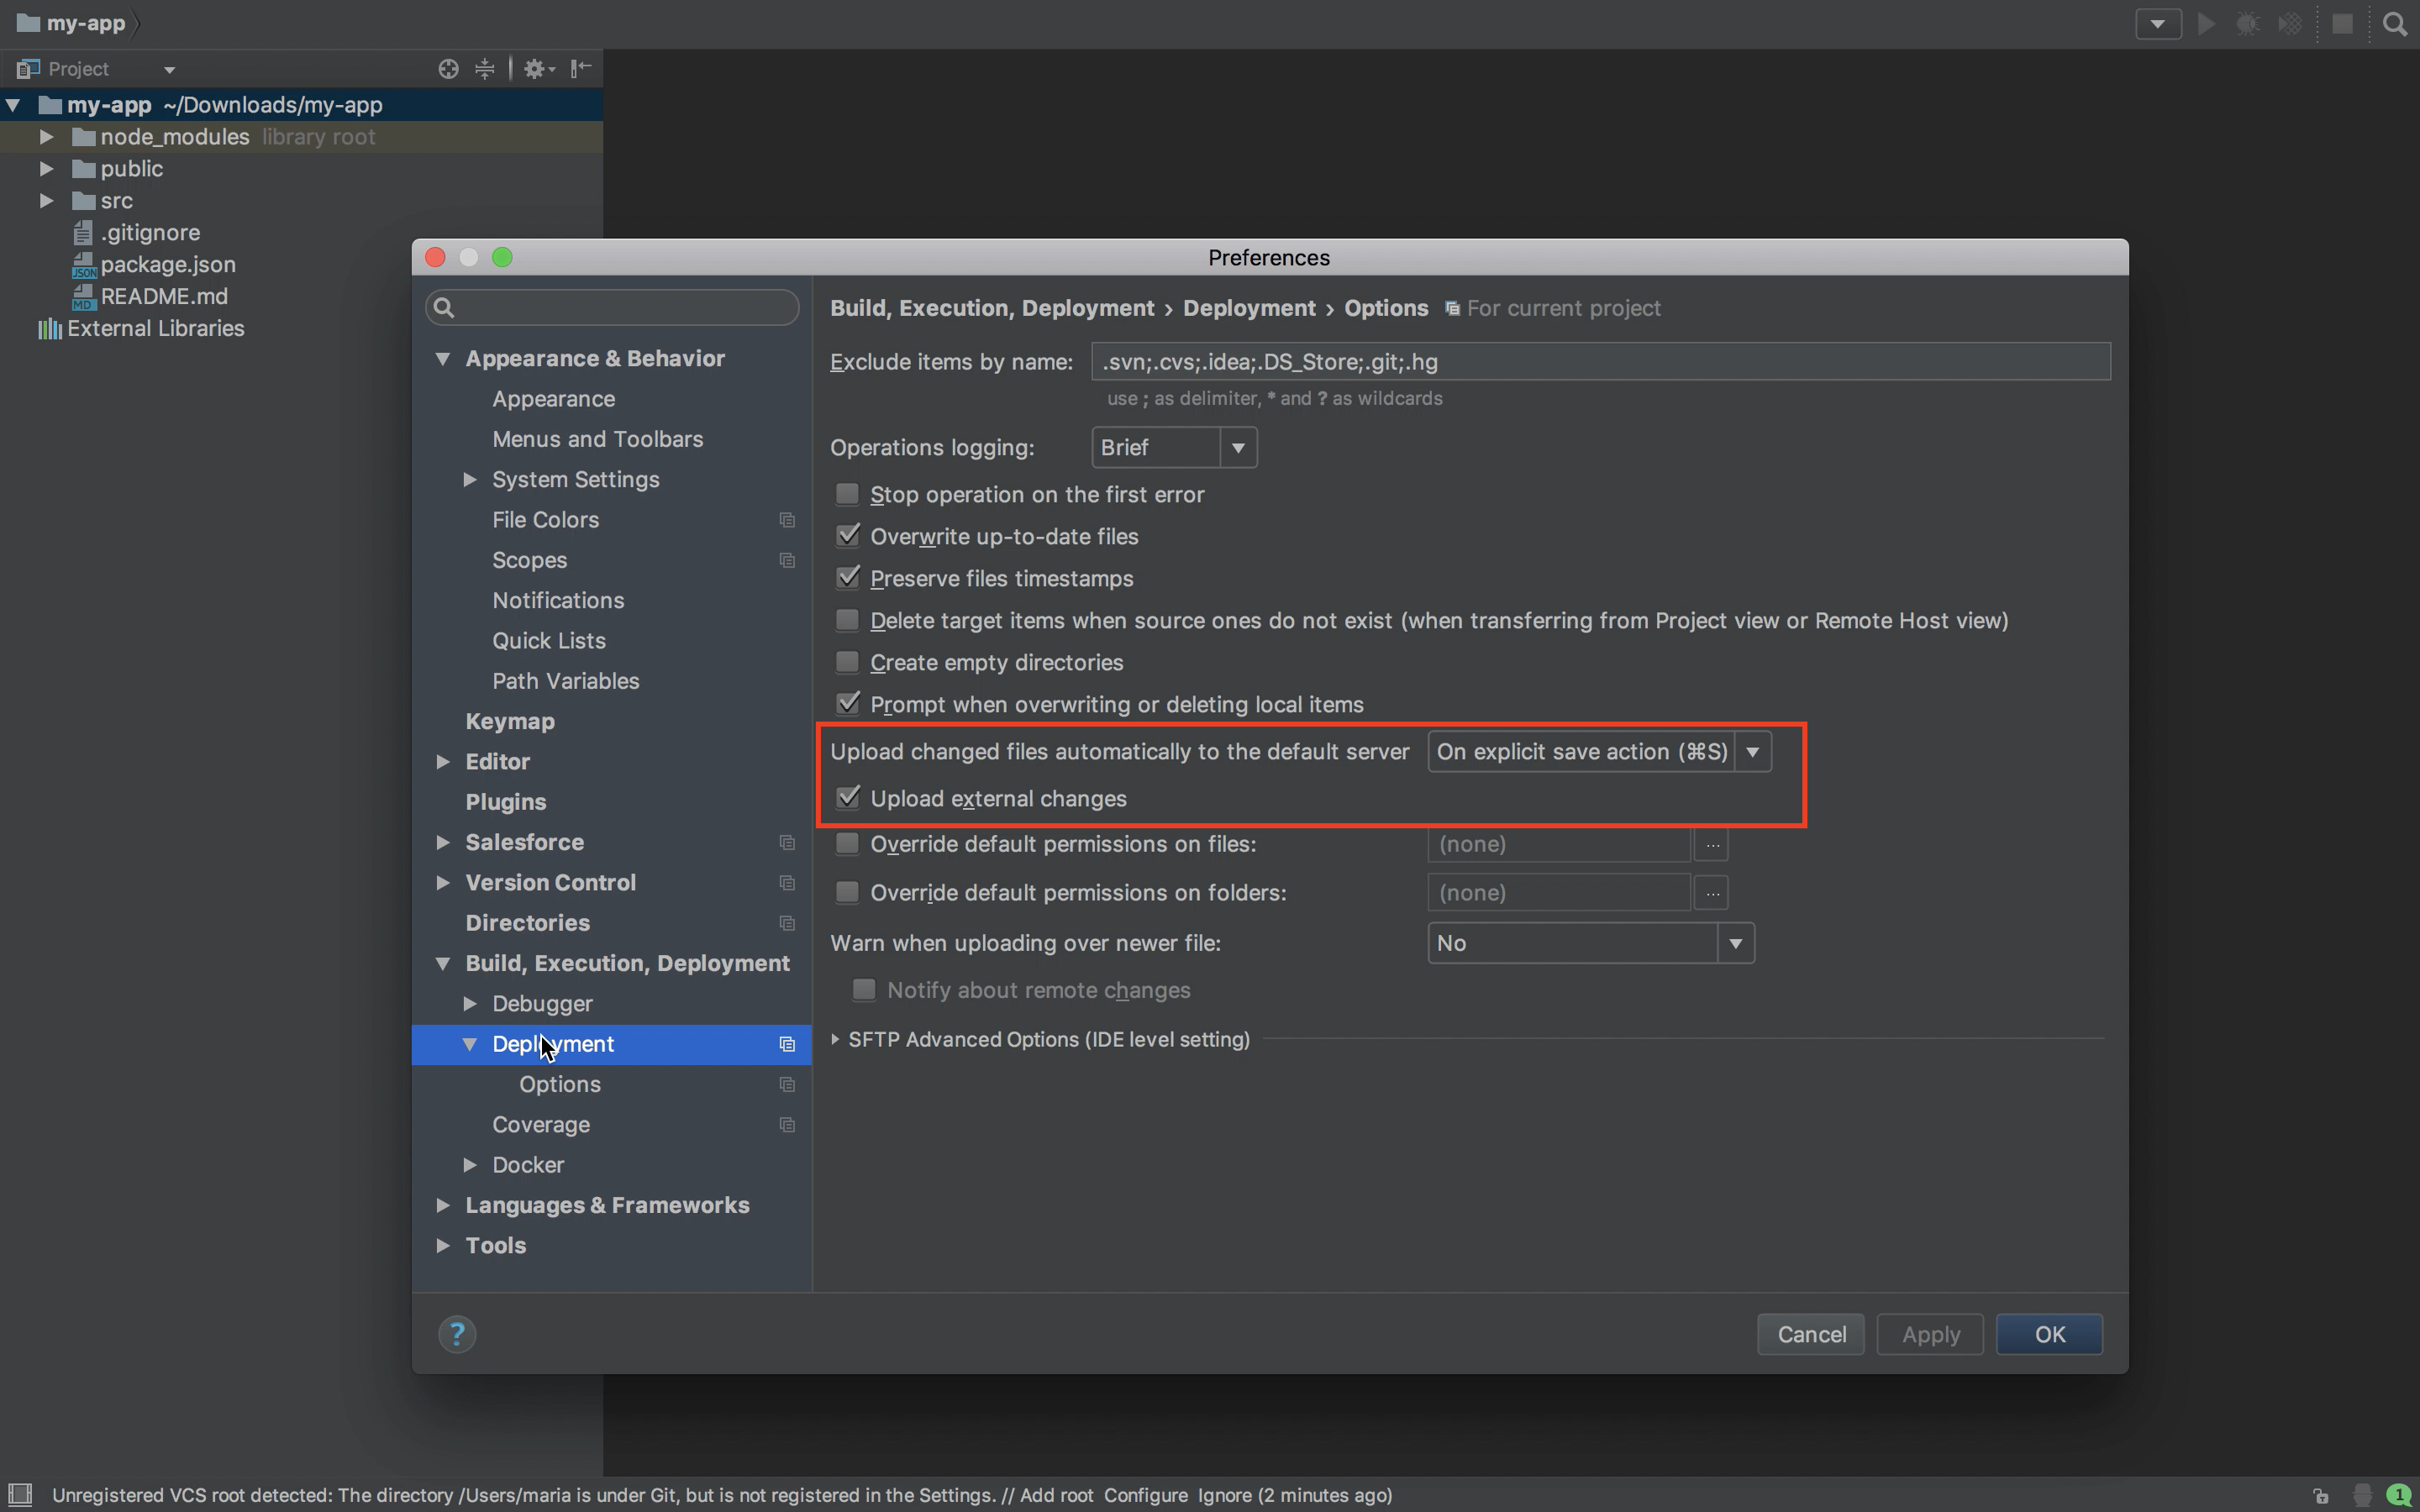 my-app
Project
my-app ~/Downloads/my-app
node_modules library root
public
src
.gitignore
JSON package.json
MD README.md
External Libraries
Preferences
Appearance & Behavior
Appearance
Menus and Toolbars
System Settings
File Colors
Scopes
Notifications
Quick Lists
Path Variables
Keymap
Editor
Plugins
Salesforce
Version Control
Directories
Build, Execution, Deployment
Debugger
Deployment
Options
Coverage
Docker
Languages & Frameworks
Tools
Build, Execution, Deployment › Deployment › Options For current project
Exclude items by name: .svn;.cvs;.idea;.DS_Store;.git;.hg
use ; as delimiter, * and ? as wildcards
Operations logging: Brief
Stop operation on the first error
Overwrite up-to-date files
Preserve files timestamps
Delete target items when source ones do not exist (when transferring from Project view or Remote Host view)
Create empty directories
Prompt when overwriting or deleting local items
Upload changed files automatically to the default server On explicit save action (⌘S)
Upload external changes
Override default permissions on files: (none) ...
Override default permissions on folders: (none) ...
Warn when uploading over newer file: No
Notify about remote changes
SFTP Advanced Options (IDE level setting)
? Cancel Apply OK
Unregistered VCS root detected: The directory /Users/maria is under Git, but is not registered in the Settings. // Add root Configure Ignore (2 minutes ago) 1